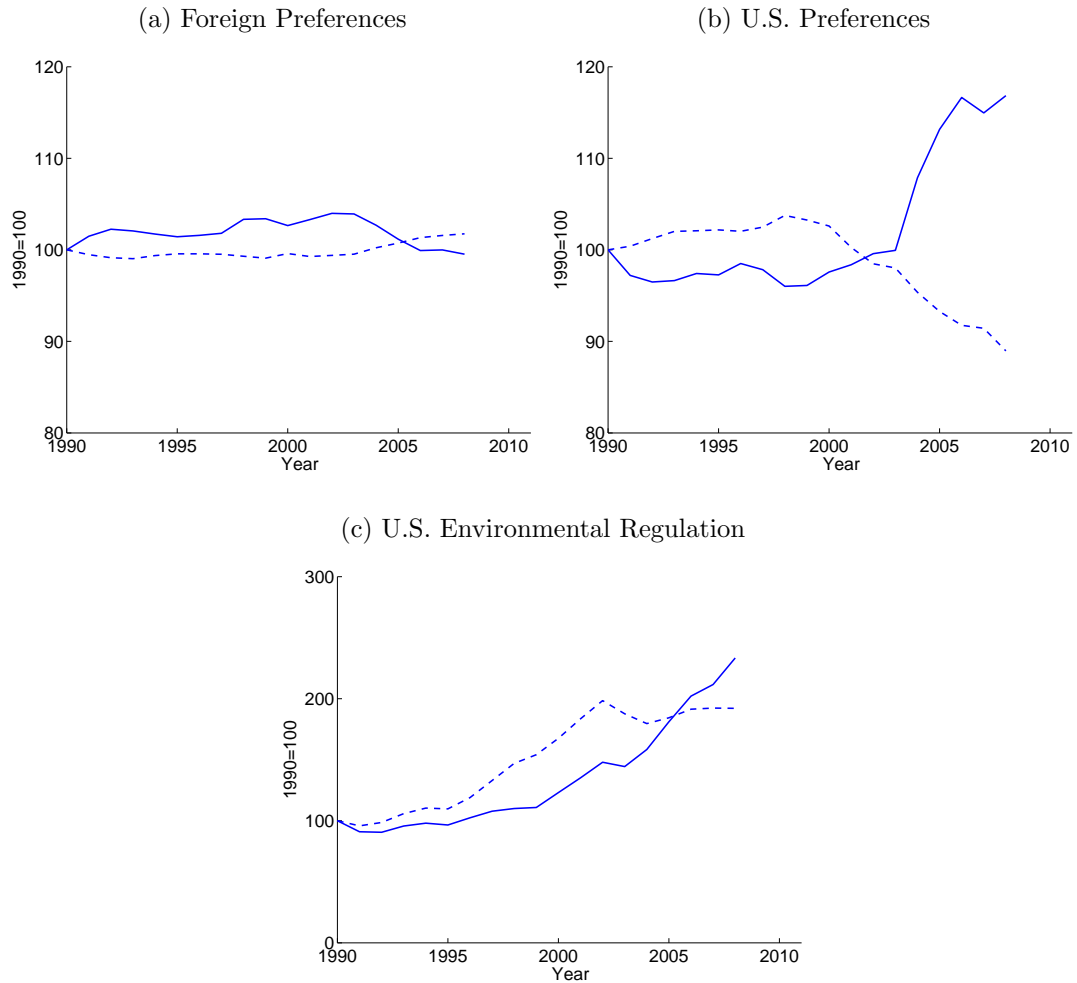 (a) Foreign Preferences
120
110
100
90
80
1990=100
1990 1995 2000 2005 2010
Year
(b) U.S. Preferences
120
110
100
90
80
1990=100
1990 1995 2000 2005 2010
Year
(c) U.S. Environmental Regulation
300
200
100
0
1990=100
1990 1995 2000 2005 2010
Year